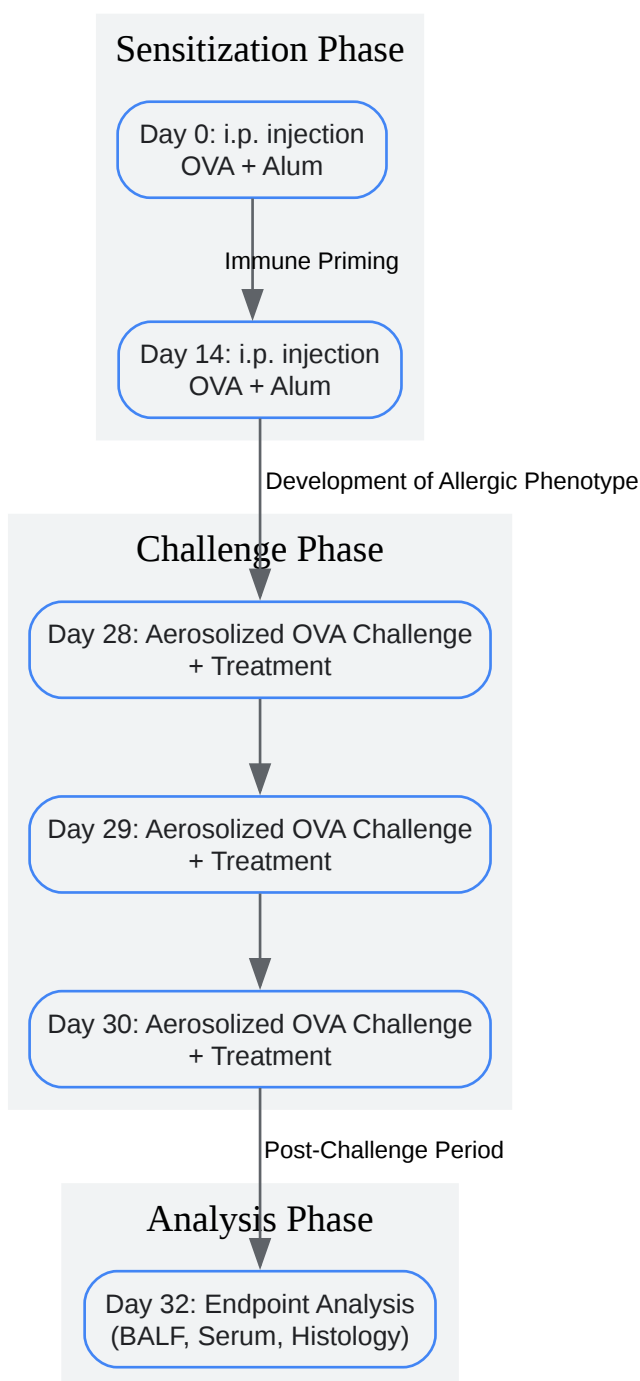 Sensitization Phase
Day 0: i.p. injection
OVA + Alum
Immune Priming
Day 14: i.p. injection
OVA + Alum
Development of Allergic Phenotype
Challenge Phase
Day 28: Aerosolized OVA Challenge
+ Treatment
Day 29: Aerosolized OVA Challenge
+ Treatment
Day 30: Aerosolized OVA Challenge
+ Treatment
Post-Challenge Period
Analysis Phase
Day 32: Endpoint Analysis
(BALF, Serum, Histology)